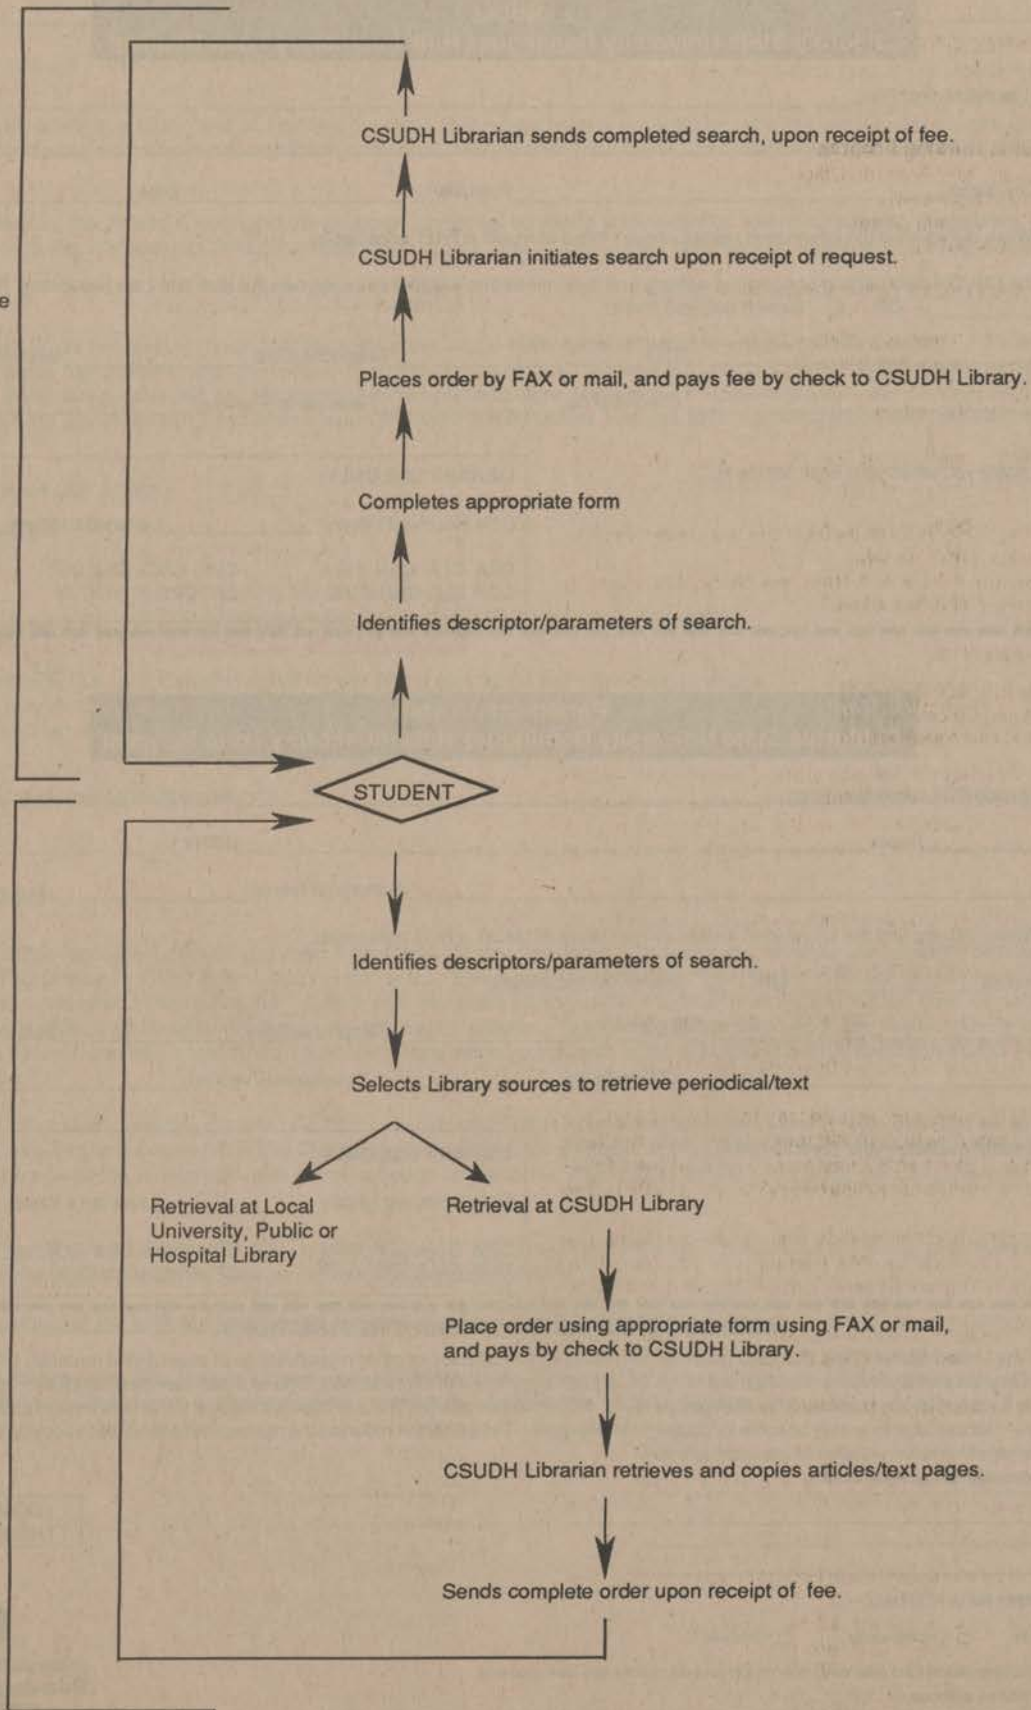 CSUDH Librarian sends completed search, upon receipt of fee.
CSUDH Librarian initiates search upon receipt of request.
Places order by FAX or mail, and pays fee by check to CSUDH Library.
Completes appropriate form
Identifies descriptor/parameters of search.
STUDENT
Identifies descriptors/parameters of search.
Selects Library sources to retrieve periodical/text
Retrieval at Local
University, Public or
Hospital Library
Retrieval at CSUDH Library
Place order using appropriate form using FAX or mail,
and pays by check to CSUDH Library.
CSUDH Librarian retrieves and copies articles/text pages.
Sends complete order upon receipt of fee.